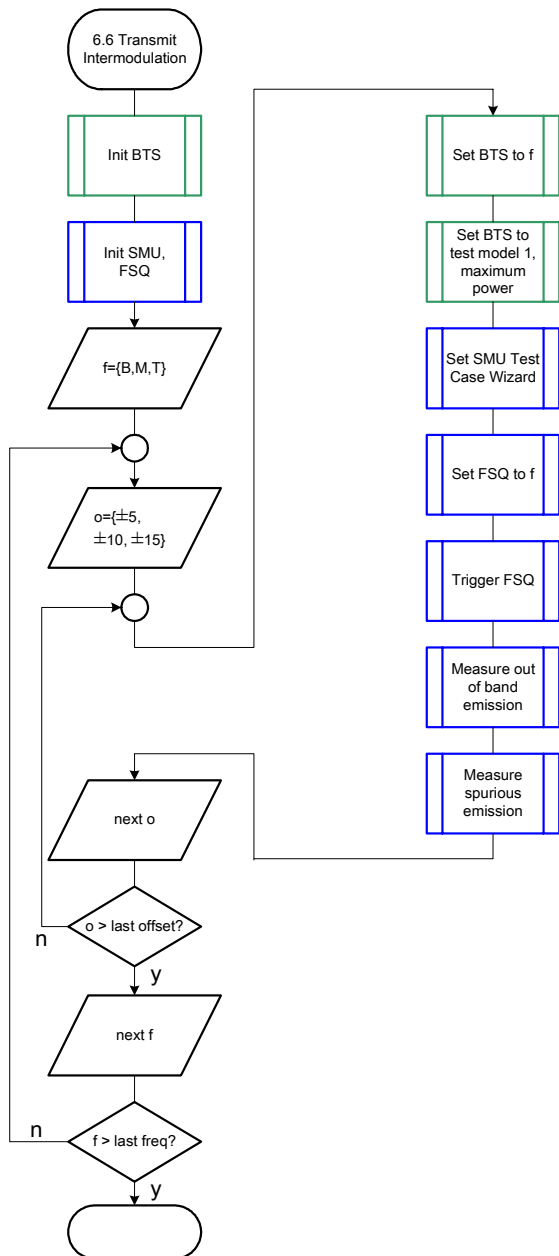 6.6 Transmit
Intermodulation
Init BTS
Init SMU,
FSQ
f={B,M,T}
o={±5,
±10, ±15}
Set BTS to f
Set BTS to
test model 1,
maximum
power
Set SMU Test
Case Wizard
Set FSQ to f
Trigger FSQ
Measure out of
band
emission
Measure
spurious
emission
next o
o > last offset?
n
y
next f
f > last freq?
n
y